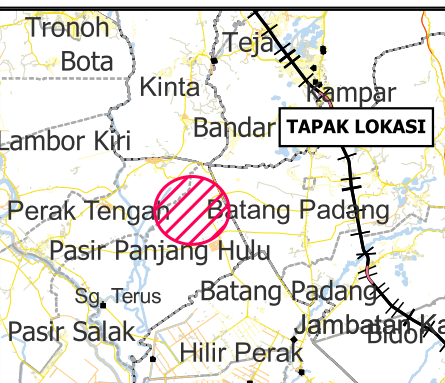 Tronoh
Teja
Bota
Kinta
Kampar
Bandar
TAPAK LOKASI
Lambor Kiri
Perak Tengah
Batang Padang
Pasir Panjang Hulu
Sg. Terus
Batang Padang
Pasir Salak
Jambatan Ka
Bidor
Hilir Perak